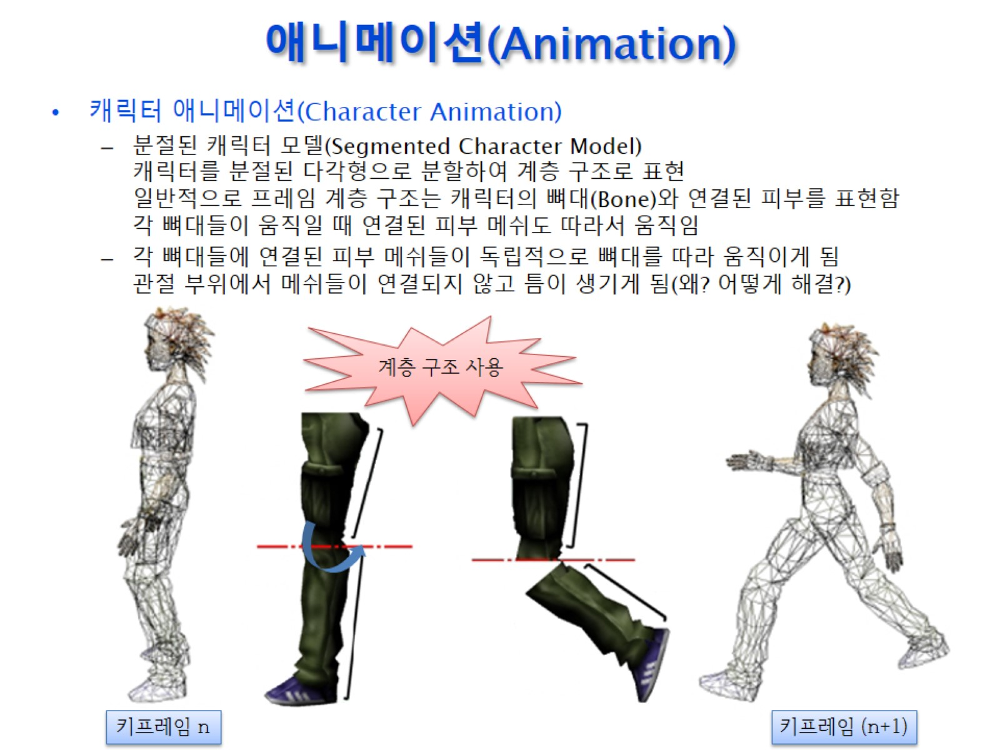 애니메이션(Animation)
• 캐릭터 애니메이션(Character Animation)
– 분절된 캐릭터 모델(Segmented Character Model)
캐릭터를 분절된 다각형으로 분할하여 계층 구조로 표현
일반적으로 프레임 계층 구조는 캐릭터의 뼈대(Bone)와 연결된 피부를 표현함
각 뼈대들이 움직일 때 연결된 피부 메쉬도 따라서 움직임
– 각 뼈대들에 연결된 피부 메쉬들이 독립적으로 뼈대를 따라 움직이게 됨
관절 부위에서 메쉬들이 연결되지 않고 틈이 생기게 됨(왜? 어떻게 해결?)
계층 구조 사용
키프레임 n
키프레임 (n+1)